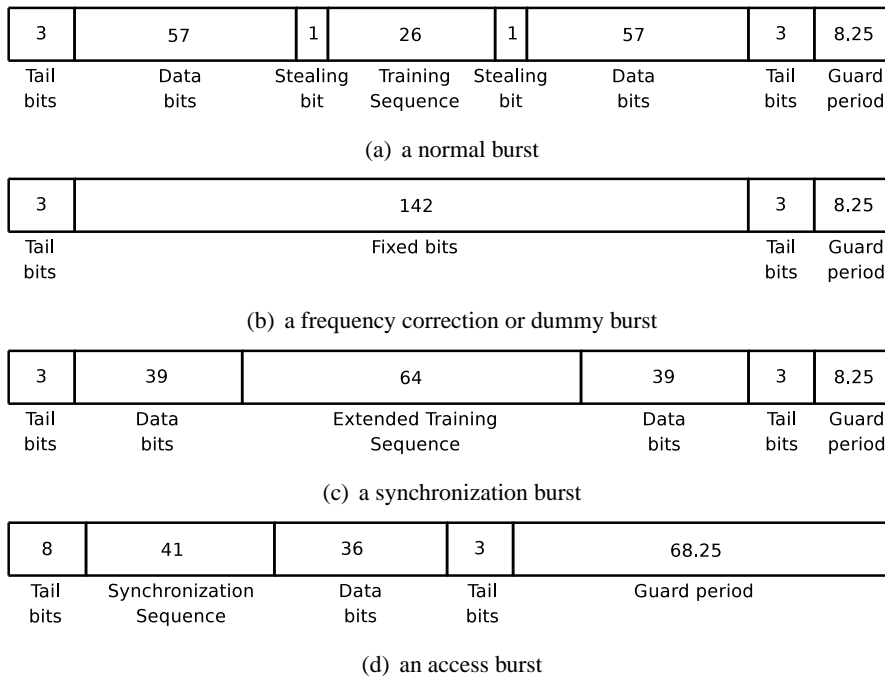 3 57 1 26 1 57 3 8.25
Tail Data Stealing Training Stealing Data Tail Guard
bits bits bit Sequence bit bits bits period
(a) a normal burst
3 142 3 8.25
Tail Fixed bits Tail Guard
bits bits period
(b) a frequency correction or dummy burst
3 39 64 39 3 8.25
Tail Data Extended Training Data Tail Guard
bits bits Sequence bits bits period
(c) a synchronization burst
8 41 36 3 68.25
Tail Synchronization Data Tail Guard period
bits Sequence bits bits
(d) an access burst